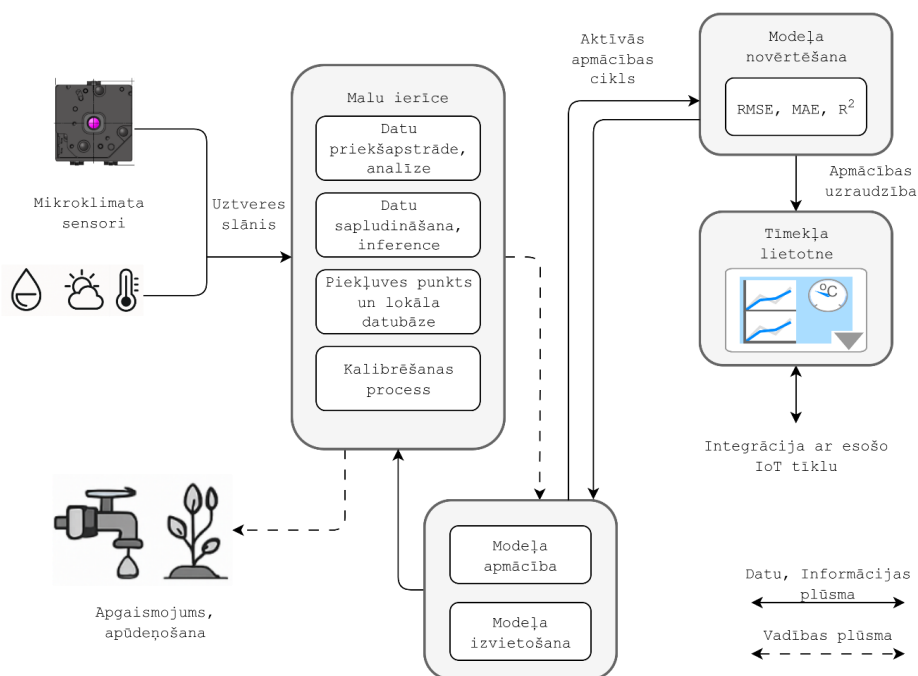 Mikroklimata
sensori
Uztveres
slānis
Malu ierīce
Datu
priekšapstrāde,
analīze
Datu
sapludināšana,
inference
Piekļuves punkts
un lokāla
datubāze
Kalibrēšanas
process
Aktīvās
apmācības
cikls
Modeļa
novērtēšana
RMSE, MAE, R²
Apmācības
uzraudzība
Tīmekļa
lietotne
°C
Integrācija ar esošo
IoT tīklu
Apgaismojums,
apūdeņošana
Modeļa
apmācība
Modeļa
izvietošana
Datu, Informācijas
plūsma
Vadības plūsma